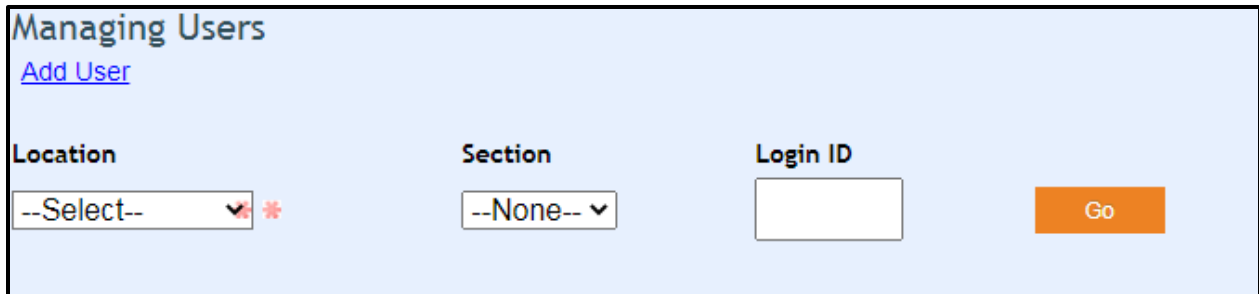 Managing Users
Add User
Location Section Login ID
--Select-- * * --None-- Go